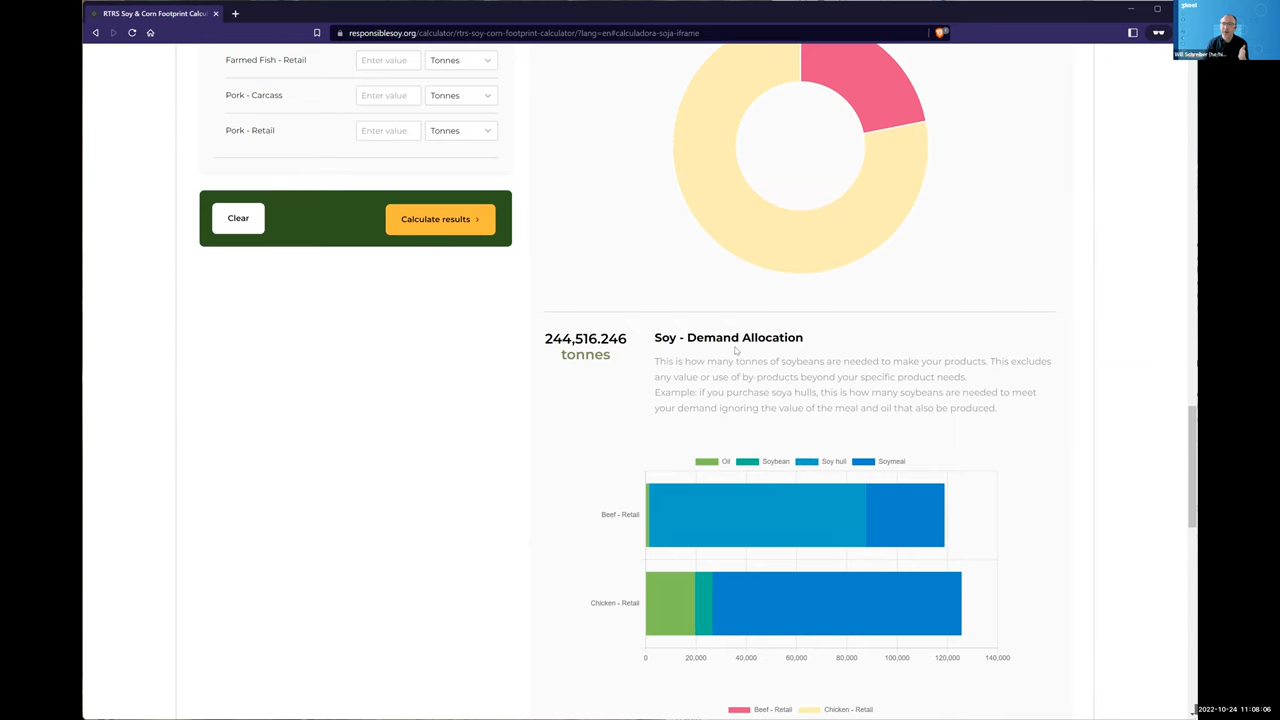 RTRS Soy & Corn Footprint Calcul
responsiblesoy.org/calculator/rtrs-soy-corn-footprint-calculator/?lang=en#calculadora-soja-iframe
Farmed Fish - Retail
Enter value
Tonnes
Pork - Carcass
Enter value
Tonnes
Pork - Retail
Enter value
Tonnes
Clear
Calculate results
244,516.246
tonnes
Soy - Demand Allocation
This is how many tonnes of soybeans are needed to make your products. This excludes
any value or use of by-products beyond your specific product needs.
Example: if you purchase soya hulls, this is how many soybeans are needed to meet
your demand ignoring the value of the meal and oil that also be produced.
Oil
Soybean
Soy hull
Soymeal
Beef - Retail
Chicken - Retail
0
20,000
40,000
60,000
80,000
100,000
120,000
140,000
Beef - Retail
Chicken - Retail
2022-10-24 11:08:06